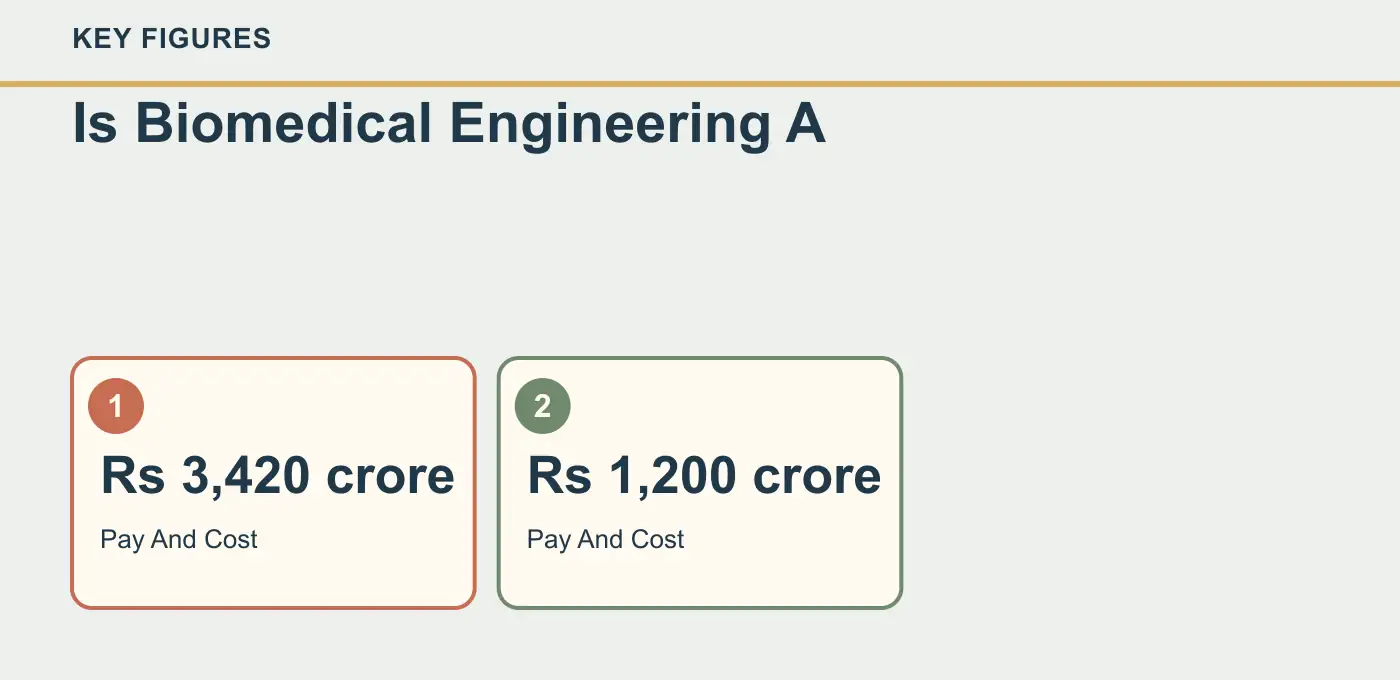 KEY FIGURES
Is Biomedical Engineering A
1
Rs 3,420 crore
Pay And Cost
2
Rs 1,200 crore
Pay And Cost